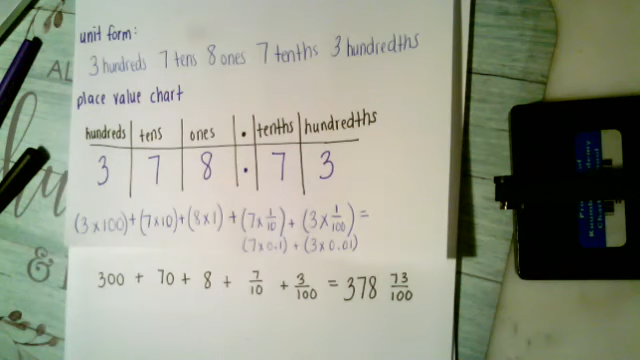 unit form:
3 hundreds 7 tens 8 ones 7 tenths 3 hundredths
place value chart
hundreds tens ones . tenths hundredths
3 7 8 . 7 3
(3 x 100) + (7 x 10) + (8 x 1) + (7 x 1/10) + (3 x 1/100) =
(7 x 0.1) + (3 x 0.01)
300 + 70 + 8 + 7/10 + 3/100 = 378 73/100
&